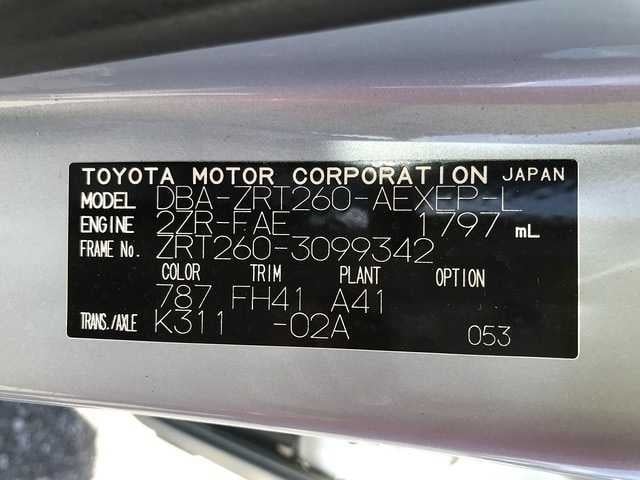 TOYOTA MOTOR CORPORATION JAPAN
MODEL DBA-ZRT260-AEXEP-L
ENGINE 2ZR-FAE 1797 mL
FRAME No. ZRT260-3099342
COLOR TRIM PLANT OPTION
787 FH41 A41
TRANS./AXLE K311 -02A 053